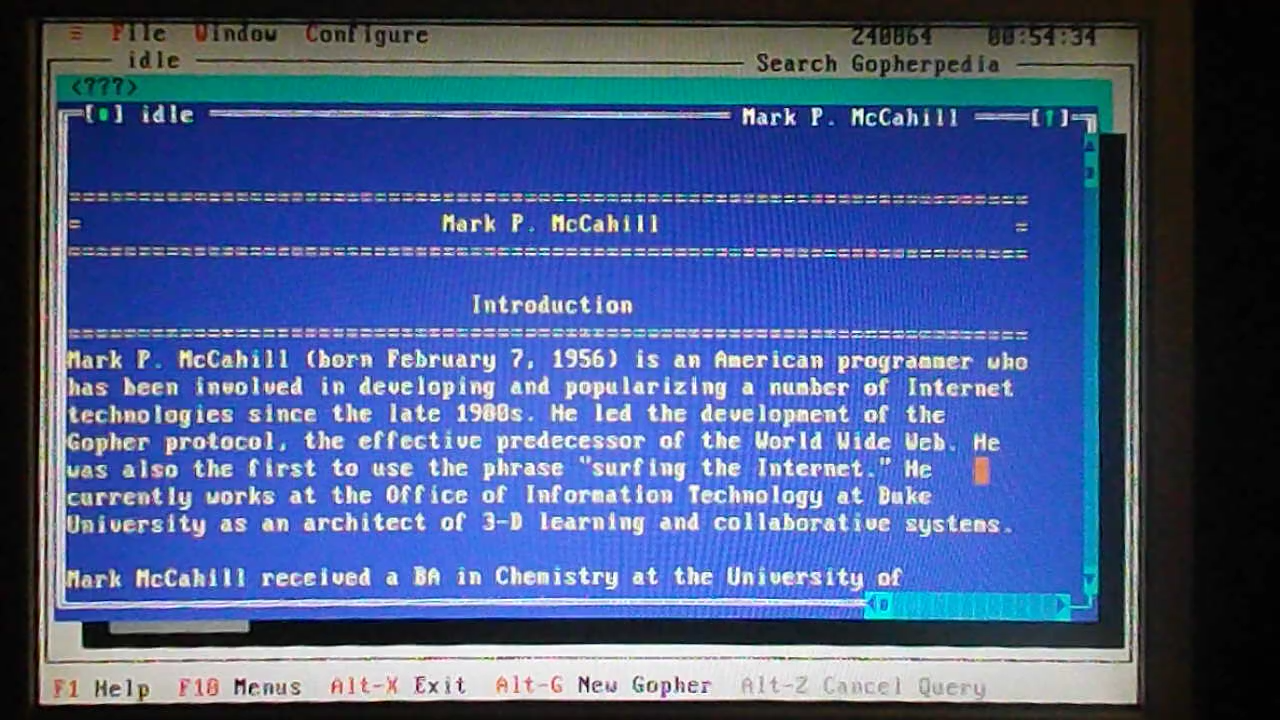 ≡ File Window Configure 240064 00:54:34
idle Search Gopherpedia
<???>
[■] idle Mark P. McCahill [↑]
= Mark P. McCahill =
Introduction
Mark P. McCahill (born February 7, 1956) is an American programmer who
has been involved in developing and popularizing a number of Internet
technologies since the late 1980s. He led the development of the
Gopher protocol, the effective predecessor of the World Wide Web. He
was also the first to use the phrase "surfing the Internet." He
currently works at the Office of Information Technology at Duke
University as an architect of 3-D learning and collaborative systems.
Mark McCahill received a BA in Chemistry at the University of
F1 Help F10 Menus Alt-X Exit Alt-G New Gopher Alt-Z Cancel Query